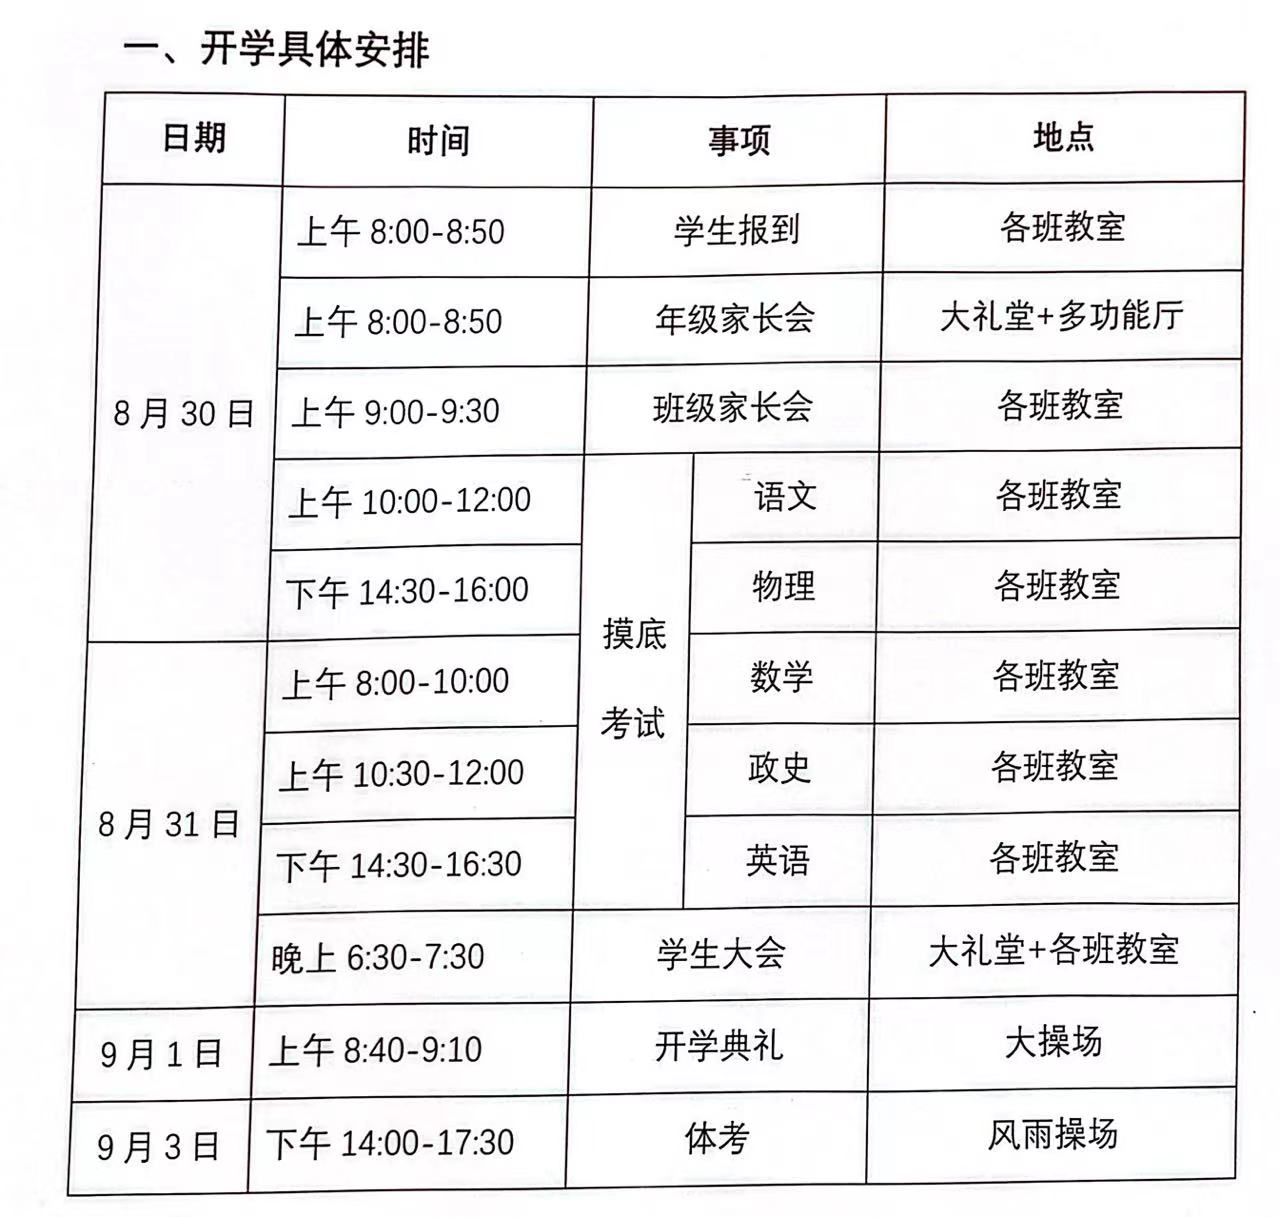 一、开学具体安排
日期 时间 事项 地点
8月30日 上午 8:00-8:50 学生报到 各班教室
上午 8:00-8:50 年级家长会 大礼堂+多功能厅
上午 9:00-9:30 班级家长会 各班教室
上午 10:00-12:00 摸底考试 语文 各班教室
下午 14:30-16:00 物理 各班教室
8月31日 上午 8:00-10:00 数学 各班教室
上午 10:30-12:00 政史 各班教室
下午 14:30-16:30 英语 各班教室
晚上 6:30-7:30 学生大会 大礼堂+各班教室
9月1日 上午 8:40-9:10 开学典礼 大操场
9月3日 下午 14:00-17:30 体考 风雨操场